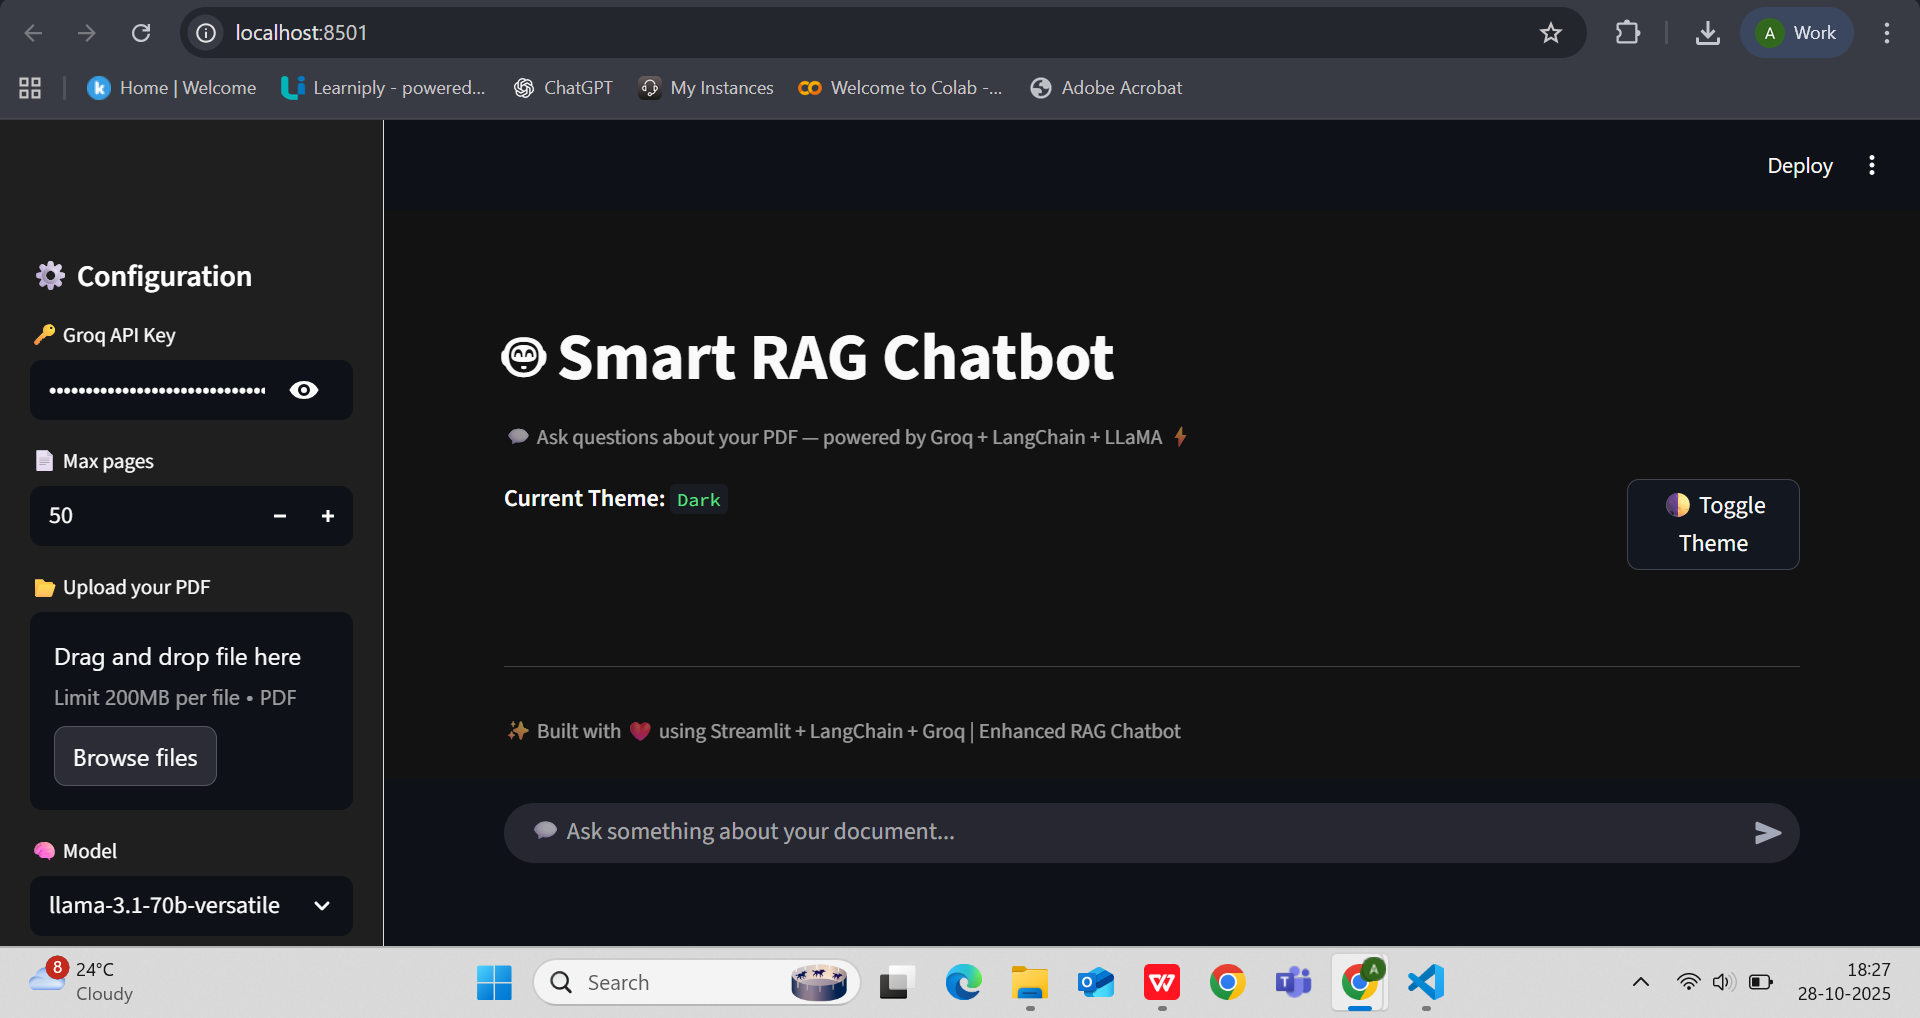 localhost:8501
A Work
Home | Welcome
Learniply - powered...
ChatGPT
My Instances
Welcome to Colab -...
Adobe Acrobat
Deploy
Configuration
Groq API Key
Max pages
50
Upload your PDF
Drag and drop file here
Limit 200MB per file • PDF
Browse files
Model
llama-3.1-70b-versatile
Smart RAG Chatbot
Ask questions about your PDF — powered by Groq + LangChain + LLaMA
Current Theme: Dark
Toggle
Theme
Built with ❤ using Streamlit + LangChain + Groq | Enhanced RAG Chatbot
Ask something about your document...
8
24°C
Cloudy
Search
A
18:27
28-10-2025